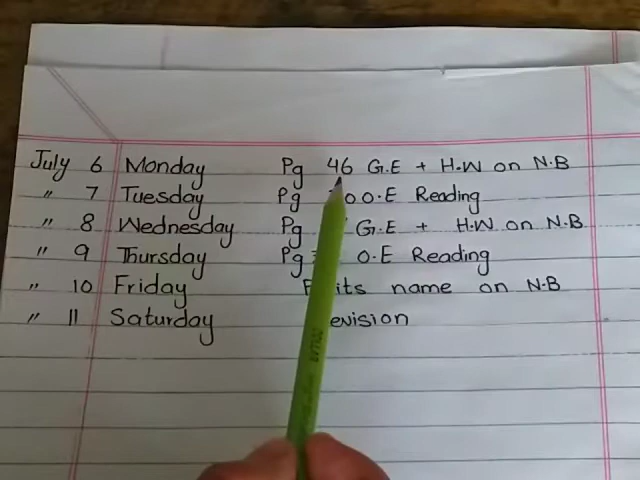 July 6 Monday Pg 46 G.E + H.W on N.B
" 7 Tuesday Pg O.E Reading
" 8 Wednesday Pg G.E + H.W on N.B
" 9 Thursday Pg O.E Reading
" 10 Friday name on N.B
" 11 Saturday